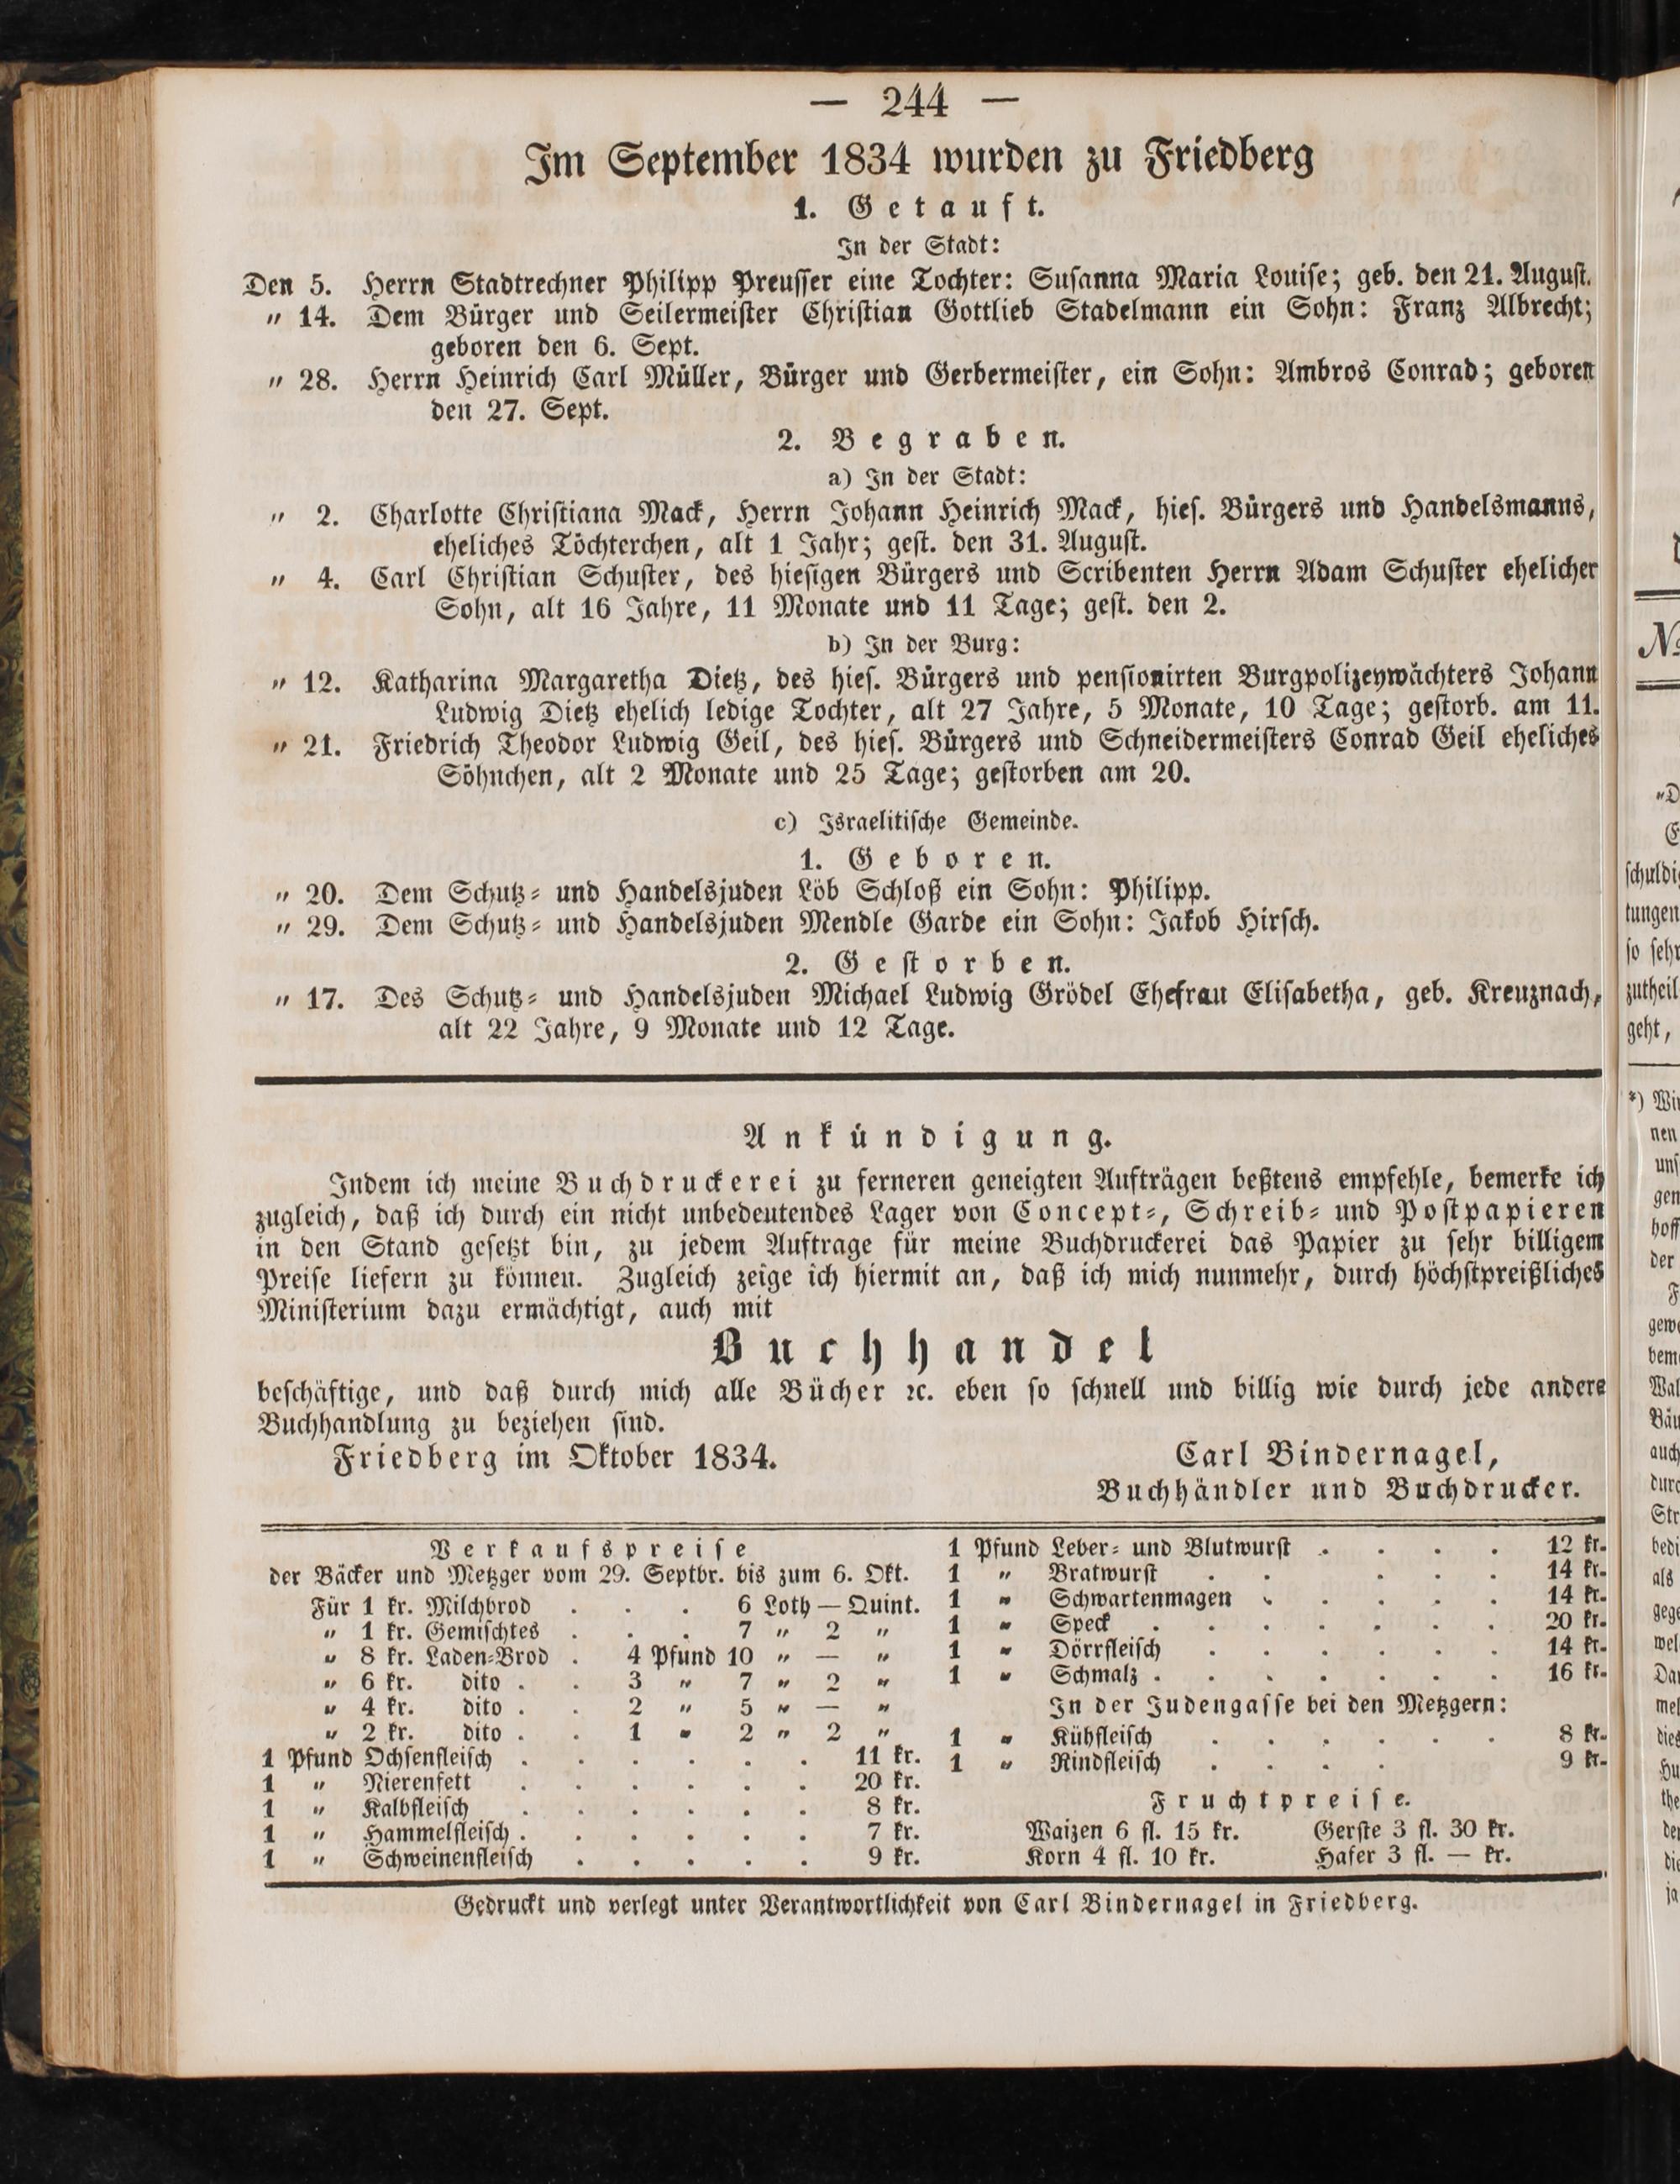 — 244 —
Im September 1834 wurden zu Friedberg
1. Getauft.
In der Stadt:
Den 5. Herrn Stadtrechner Philipp Preusser eine Tochter: Susanna Maria Louise; geb. den 21. August.
" 14. Dem Bürger und Seilermeister Christian Gottlieb Stadelmann ein Sohn: Franz Albrecht;
geboren den 6. Sept.
" 28. Herrn Heinrich Carl Müller, Bürger und Gerbermeister, ein Sohn: Ambros Conrad; geboren
den 27. Sept.
2. Begraben.
a) In der Stadt:
" 2. Charlotte Christiana Mack, Herrn Johann Heinrich Mack, hies. Bürgers und Handelsmanns,
eheliches Töchterchen, alt 1 Jahr; gest. den 31. August.
" 4. Carl Christian Schuster, des hiesigen Bürgers und Scribenten Herrn Adam Schuster ehelicher
Sohn, alt 16 Jahre, 11 Monate und 11 Tage; gest. den 2.
b) In der Burg:
" 12. Katharina Margaretha Dietz, des hies. Bürgers und pensionirten Burgpolizeywächters Johann
Ludwig Dietz ehelich ledige Tochter, alt 27 Jahre, 5 Monate, 10 Tage; gestorb. am 11.
" 21. Friedrich Theodor Ludwig Geil, des hies. Bürgers und Schneidermeisters Conrad Geil eheliches
Söhnchen, alt 2 Monate und 25 Tage; gestorben am 20.
c) Israelitische Gemeinde.
1. Geboren.
" 20. Dem Schutz- und Handelsjuden Löb Schloß ein Sohn: Philipp.
" 29. Dem Schutz- und Handelsjuden Mendle Garde ein Sohn: Jakob Hirsch.
2. Gestorben.
" 17. Des Schutz- und Handelsjuden Michael Ludwig Grödel Ehefrau Elisabetha, geb. Kreuznach,
alt 22 Jahre, 9 Monate und 12 Tage.
Ankündigung.
Indem ich meine Buchdruckerei zu ferneren geneigten Aufträgen beßtens empfehle, bemerke ich
zugleich, daß ich durch ein nicht unbedeutendes Lager von Concept-, Schreib- und Postpapieren
in den Stand gesetzt bin, zu jedem Auftrage für meine Buchdruckerei das Papier zu sehr billigem
Preise liefern zu können. Zugleich zeige ich hiermit an, daß ich mich nunmehr, durch höchstpreißliches
Ministerium dazu ermächtigt, auch mit
Buchhandel
beschäftige, und daß durch mich alle Bücher ꝛc. eben so schnell und billig wie durch jede andere
Buchhandlung zu beziehen sind.
Friedberg im Oktober 1834.
Carl Bindernagel,
Buchhändler und Buchdrucker.
Verkaufspreise
der Bäcker und Metzger vom 29. Septbr. bis zum 6. Okt.
Für 1 kr. Milchbrod . . . 6 Loth — Quint.
" 1 kr. Gemischtes . . . 7 " 2 "
" 8 kr. Laden-Brod . 4 Pfund 10 " — "
" 6 kr. dito . . 3 " 7 " 2 "
" 4 kr. dito . . 2 " 5 " — "
" 2 kr. dito . . 1 " 2 " 2 "
1 Pfund Ochsenfleisch . . . . . . 11 kr.
1 " Nierenfett . . . . . . 20 kr.
1 " Kalbfleisch . . . . . . 8 kr.
1 " Hammelfleisch . . . . . . 7 kr.
1 " Schweinenfleisch . . . . . 9 kr.
1 Pfund Leber- und Blutwurst . . . . 12 kr.
1 " Bratwurst . . . . . 14 kr.
1 " Schwartenmagen . . . . . 14 kr.
1 " Speck . . . . . . . 20 kr.
1 " Dörrfleisch . . . . . . 14 kr.
1 " Schmalz . . . . . . . 16 kr.
In der Judengasse bei den Metzgern:
1 " Kühfleisch . . . . . . 8 kr.
1 " Rindfleisch . . . . 9 kr.
Fruchtpreise.
Waizen 6 fl. 15 kr. Gerste 3 fl. 30 kr.
Korn 4 fl. 10 kr. Hafer 3 fl. — kr.
Gedruckt und verlegt unter Verantwortlichkeit von Carl Bindernagel in Friedberg.